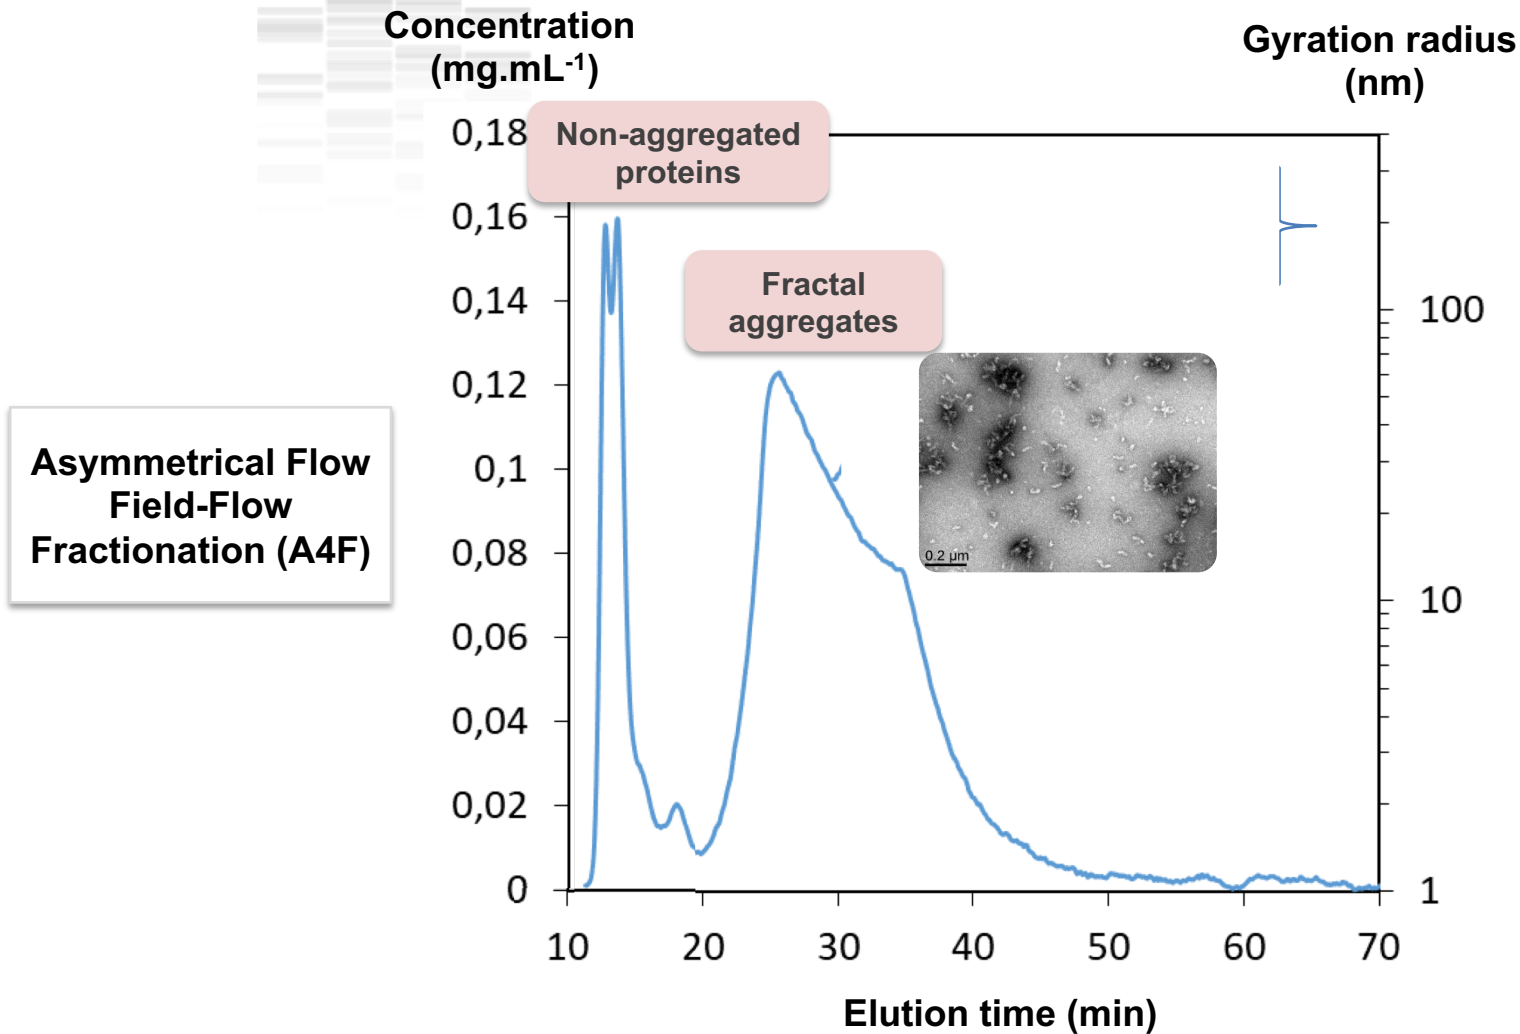 Concentration
(mg.mL-1)
Gyration radius
(nm)
Non-aggregated
proteins
Fractal
aggregates
Asymmetrical Flow
Field-Flow
Fractionation (A4F)
0,18
0,16
0,14
0,12
0,1
0,08
0,06
0,04
0,02
0
100
10
1
0.2 µm
10 20 30 40 50 60 70
Elution time (min)